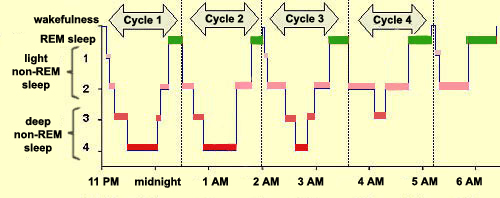 wakefulness
Cycle 1
Cycle 2
Cycle 3
Cycle 4
REM sleep
light
non-REM
sleep
1
2
deep
non-REM
sleep
3
4
11 PM
midnight
1 AM
2 AM
3 AM
4 AM
5 AM
6 AM